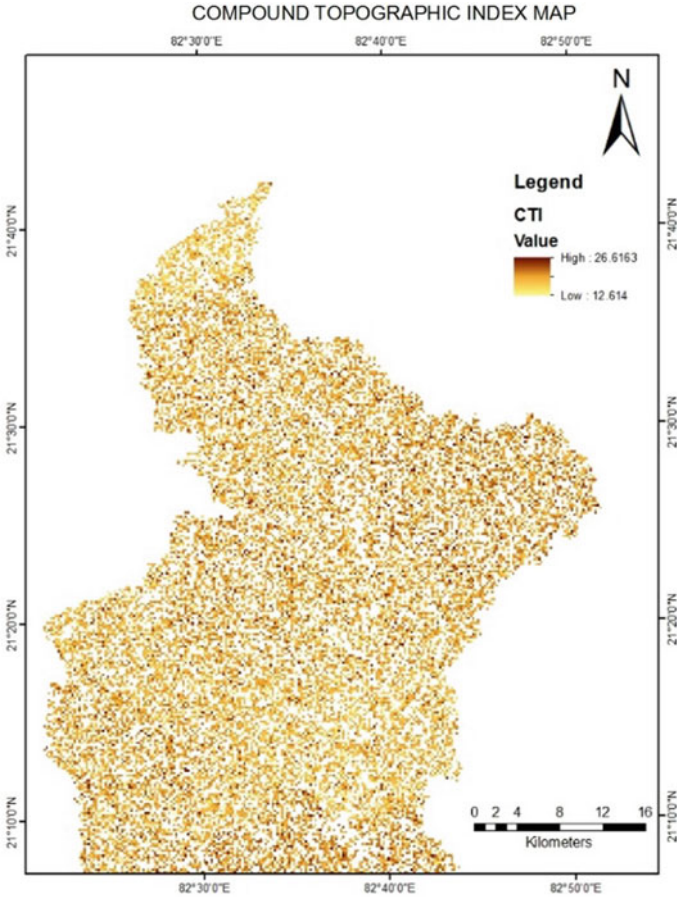 COMPOUND TOPOGRAPHIC INDEX MAP
82°30'0"E 82°40'0"E 82°50'0"E
N
Legend
CTI
Value
High : 26.6163
Low : 12.614
21°40'0"N 21°40'0"N
21°30'0"N 21°30'0"N
21°20'0"N 21°20'0"N
21°10'0"N 21°10'0"N
0 2 4 8 12 16
Kilometers
82°30'0"E 82°40'0"E 82°50'0"E